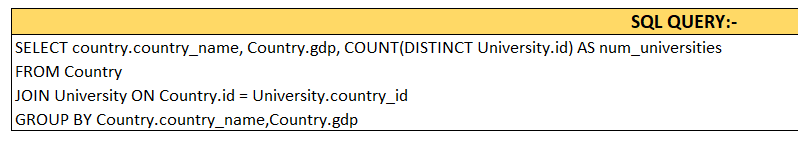 SQL QUERY:-
SELECT country.country_name, Country.gdp, COUNT(DISTINCT University.id) AS num_universities
FROM Country
JOIN University ON Country.id = University.country_id
GROUP BY Country.country_name,Country.gdp